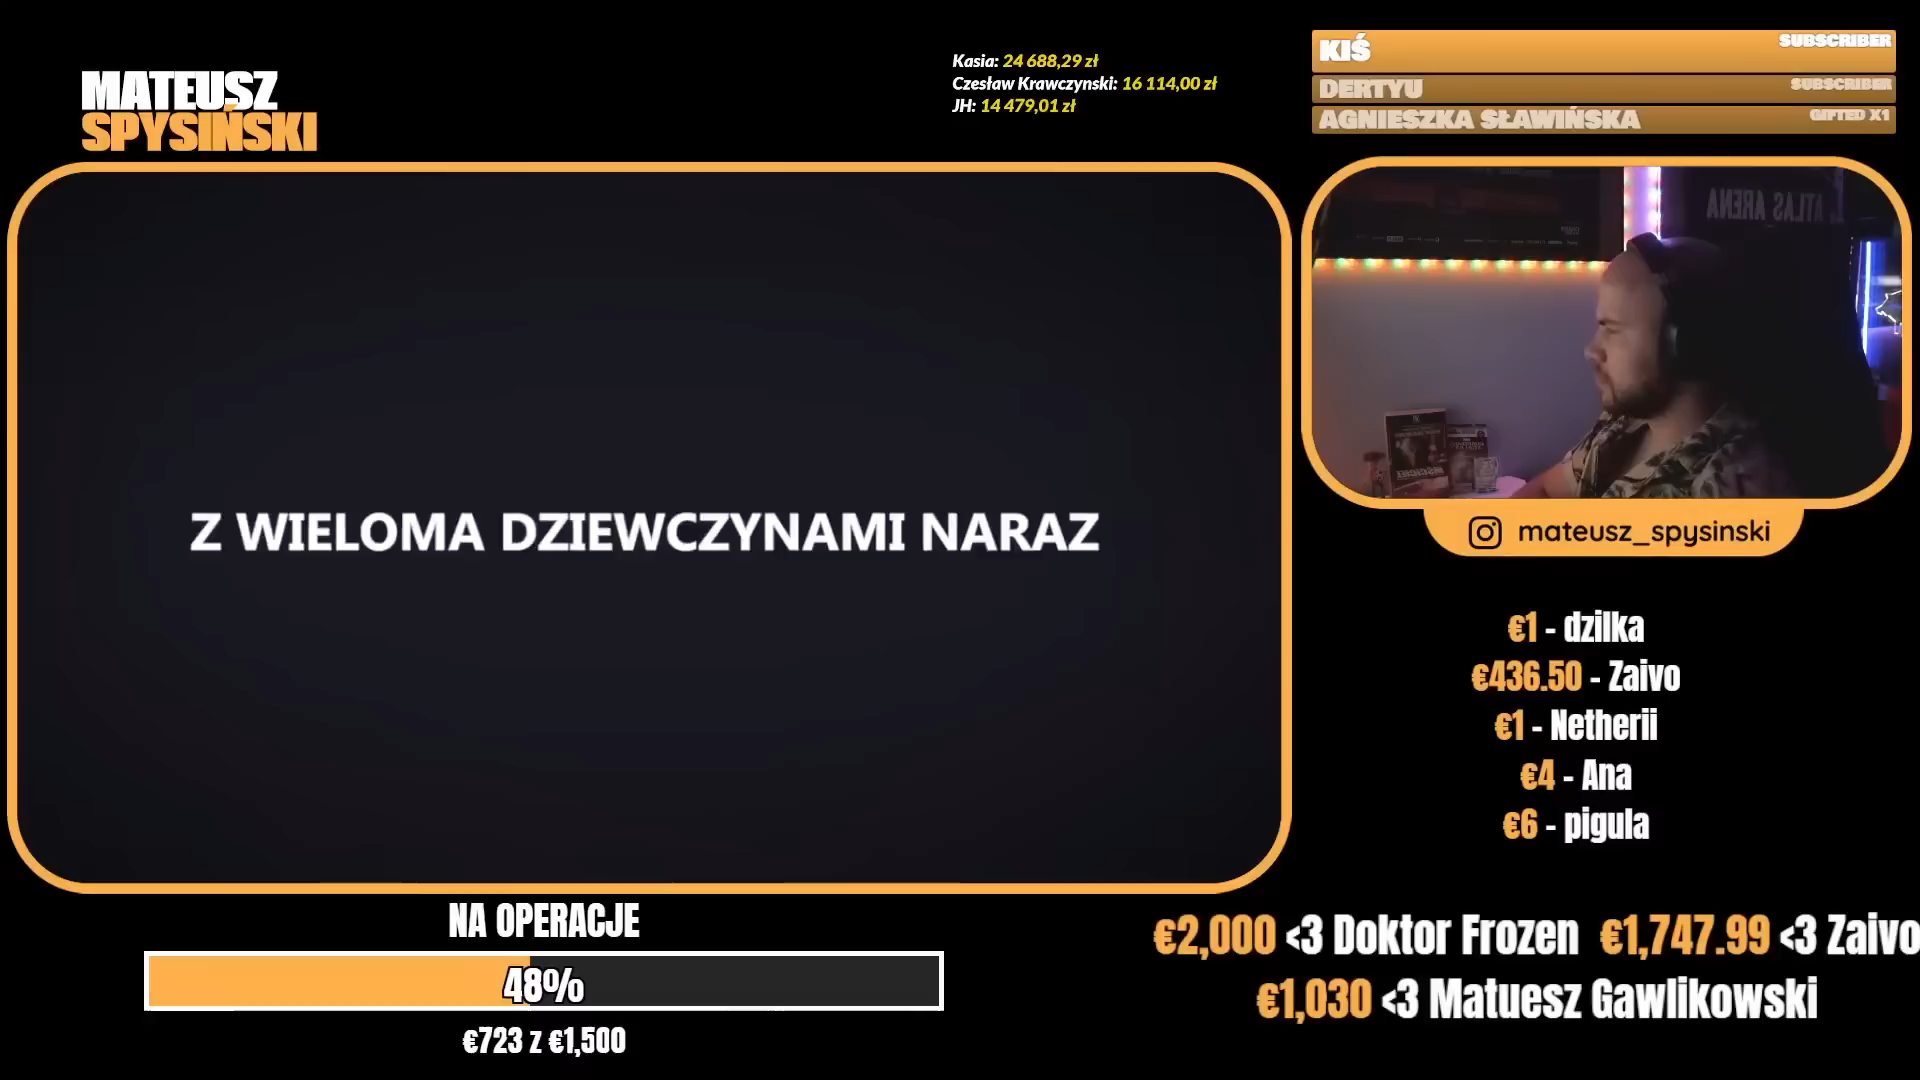 MATEUSZ
SPYSIŃSKI
Kasia: 24 688,29 zł
Czesław Krawczynski: 16 114,00 zł
JH: 14 479,01 zł
KIŚ SUBSCRIBER
DERTYU SUBSCRIBER
AGNIESZKA SŁAWIŃSKA GIFTED X1
ATLAS ARENA
Z WIELOMA DZIEWCZYNAMI NARAZ
mateusz_spysinski
€1 - dzilka
€436.50 - Zaivo
€1 - Netherii
€4 - Ana
€6 - pigula
NA OPERACJE
48%
€723 z €1,500
€2,000 <3 Doktor Frozen €1,747.99 <3 Zaivo
€1,030 <3 Matuesz Gawlikowski